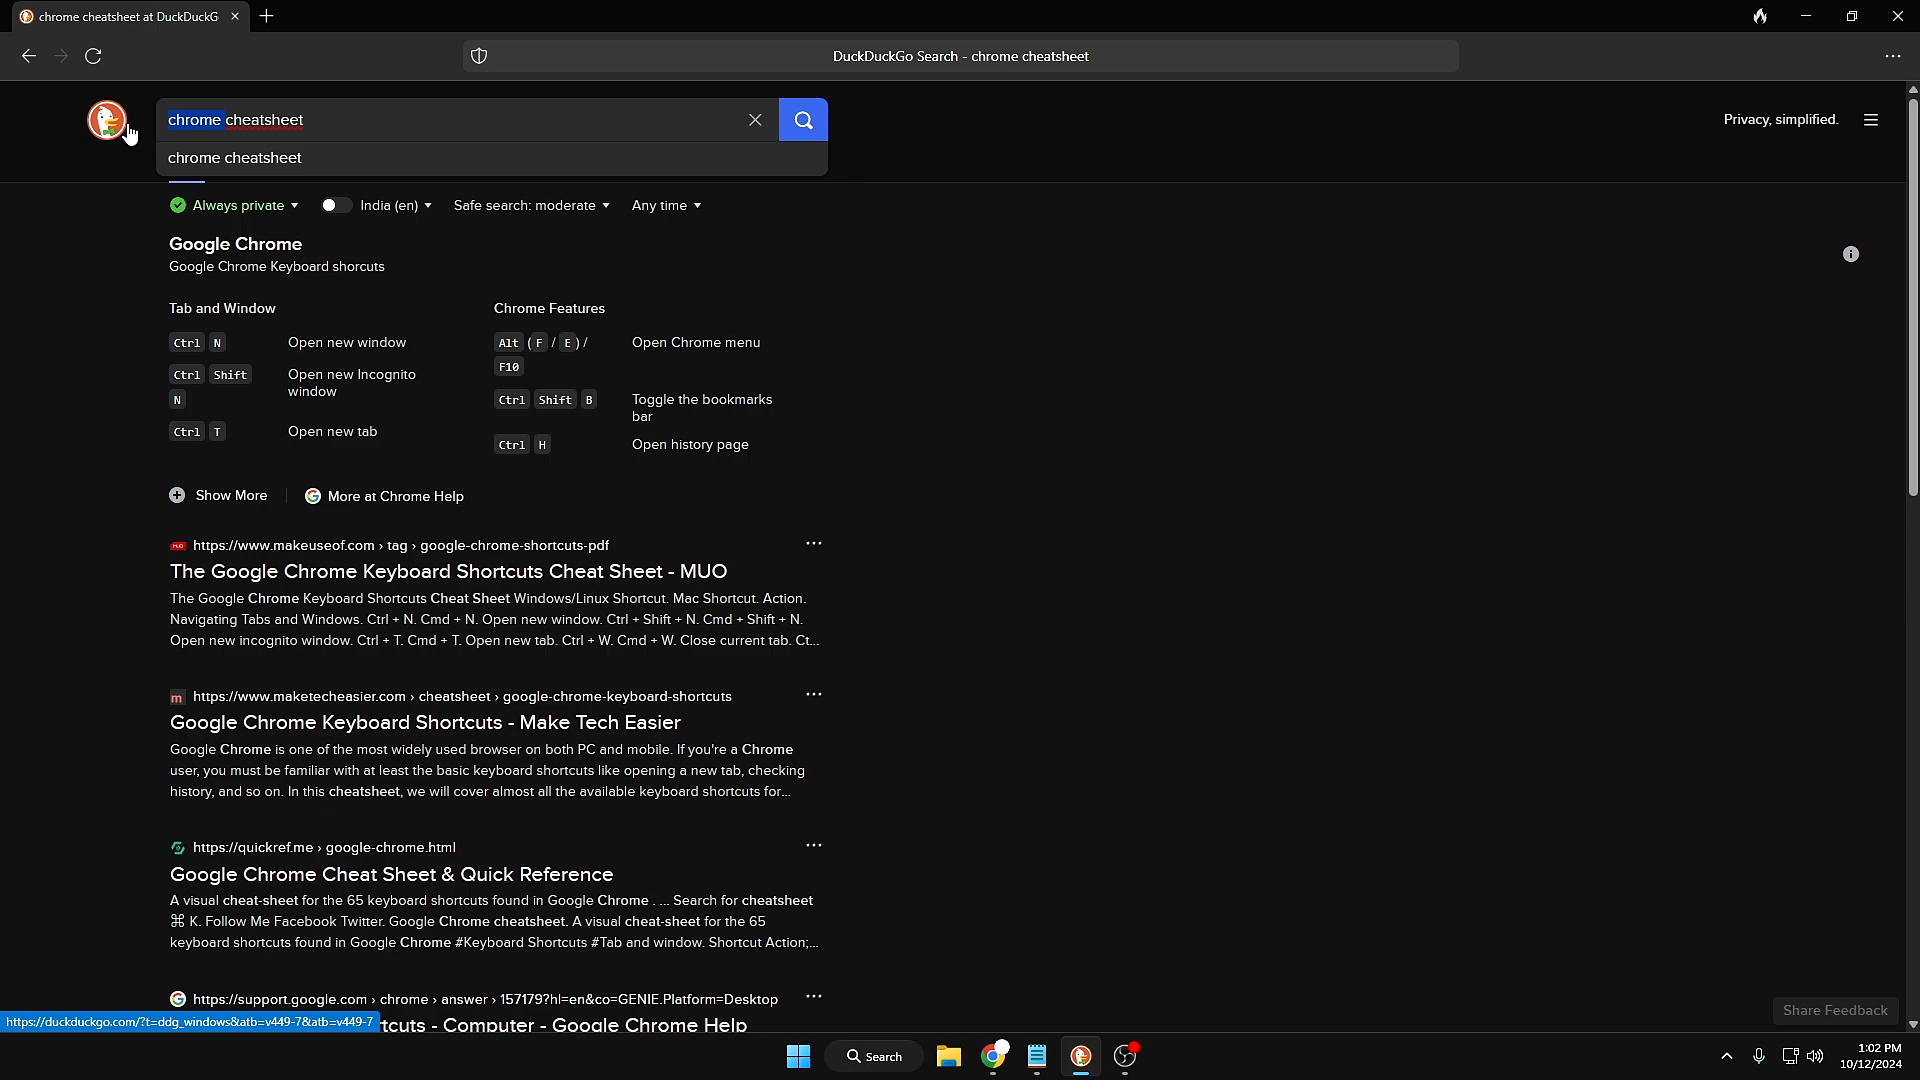 chrome cheatsheet at DuckDuckG
DuckDuckGo Search - chrome cheatsheet
chrome cheatsheet
Privacy, simplified.
chrome cheatsheet
Always private
India (en)
Safe search: moderate
Any time
Google Chrome
Google Chrome Keyboard shorcuts
Tab and Window
Chrome Features
Ctrl N Open new window
Alt ( F / E ) / F10 Open Chrome menu
Ctrl Shift N Open new Incognito
window
Ctrl Shift B Toggle the bookmarks
bar
Ctrl T Open new tab
Ctrl H Open history page
Show More
More at Chrome Help
https://www.makeuseof.com › tag › google-chrome-shortcuts-pdf
The Google Chrome Keyboard Shortcuts Cheat Sheet - MUO
The Google Chrome Keyboard Shortcuts Cheat Sheet Windows/Linux Shortcut. Mac Shortcut. Action.
Navigating Tabs and Windows. Ctrl + N. Cmd + N. Open new window. Ctrl + Shift + N. Cmd + Shift + N.
Open new incognito window. Ctrl + T. Cmd + T. Open new tab. Ctrl + W. Cmd + W. Close current tab. Ct...
m https://www.maketecheasier.com › cheatsheet › google-chrome-keyboard-shortcuts
Google Chrome Keyboard Shortcuts - Make Tech Easier
Google Chrome is one of the most widely used browser on both PC and mobile. If you're a Chrome
user, you must be familiar with at least the basic keyboard shortcuts like opening a new tab, checking
history, and so on. In this cheatsheet, we will cover almost all the available keyboard shortcuts for...
https://quickref.me › google-chrome.html
Google Chrome Cheat Sheet & Quick Reference
A visual cheat-sheet for the 65 keyboard shortcuts found in Google Chrome . ... Search for cheatsheet
⌘ K. Follow Me Facebook Twitter. Google Chrome cheatsheet. A visual cheat-sheet for the 65
keyboard shortcuts found in Google Chrome #Keyboard Shortcuts #Tab and window. Shortcut Action;...
https://support.google.com › chrome › answer › 157179?hl=en&co=GENIE.Platform=Desktop
Share Feedback
https://duckduckgo.com/?t=ddg_windows&atb=v449-7&atb=v449-7
tcuts - Computer - Google Chrome Help
Search
1:02 PM
10/12/2024